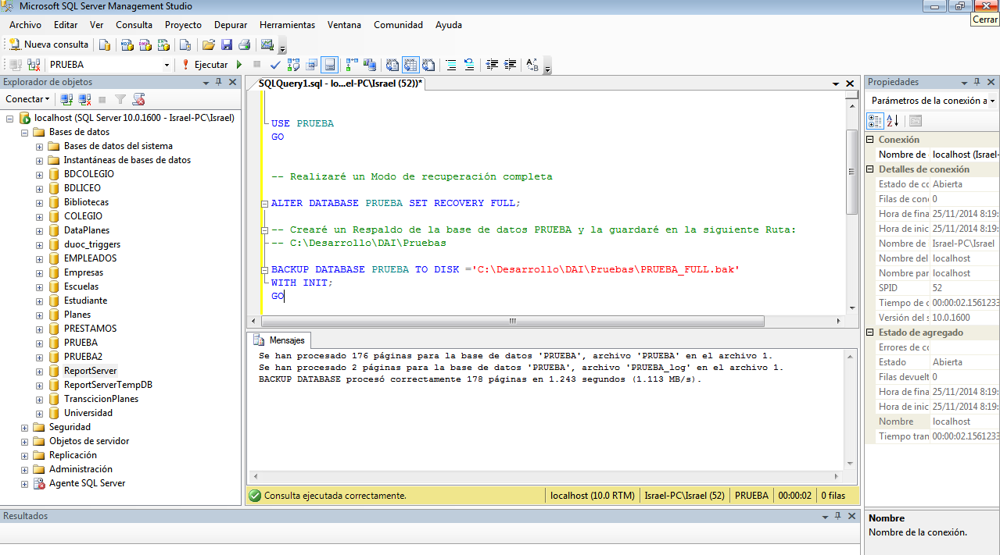 Microsoft SQL Server Management Studio
Cerrar
Archivo Editar Ver Consulta Proyecto Depurar Herramientas Ventana Comunidad Ayuda
Nueva consulta
PRUEBA
Ejecutar
Explorador de objetos
Conectar
localhost (SQL Server 10.0.1600 - Israel-PC\Israel)
Bases de datos
Bases de datos del sistema
Instantáneas de bases de datos
BDCOLEGIO
BDLICEO
Bibliotecas
COLEGIO
DataPlanes
duoc_triggers
EMPLEADOS
Empresas
Escuelas
Estudiante
Planes
PRESTAMOS
PRUEBA
PRUEBA2
ReportServer
ReportServerTempDB
TranscicionPlanes
Universidad
Seguridad
Objetos de servidor
Replicación
Administración
Agente SQL Server
SQLQuery1.sql - lo...el-PC\Israel (52))*
USE PRUEBA
GO
-- Realizaré un Modo de recuperación completa
ALTER DATABASE PRUEBA SET RECOVERY FULL;
-- Crearé un Respaldo de la base de datos PRUEBA y la guardaré en la siguiente Ruta:
-- C:\Desarrollo\DAI\Pruebas
BACKUP DATABASE PRUEBA TO DISK ='C:\Desarrollo\DAI\Pruebas\PRUEBA_FULL.bak'
WITH INIT;
GO
Mensajes
Se han procesado 176 páginas para la base de datos 'PRUEBA', archivo 'PRUEBA' en el archivo 1.
Se han procesado 2 páginas para la base de datos 'PRUEBA', archivo 'PRUEBA_log' en el archivo 1.
BACKUP DATABASE procesó correctamente 178 páginas en 1.243 segundos (1.113 MB/s).
Consulta ejecutada correctamente.
localhost (10.0 RTM) Israel-PC\Israel (52) PRUEBA 00:00:02 0 filas
Resultados
Propiedades
Parámetros de la conexión a
Conexión
Nombre de localhost (Israel-
Detalles de conexión
Estado de cc Abierta
Filas de con 0
Hora de fina 25/11/2014 8:19:
Hora de inic 25/11/2014 8:19:
Nombre de Israel-PC\Israel
Nombre del localhost
Nombre par localhost
SPID 52
Tiempo de c 00:00:02.1561233
Versión del s 10.0.1600
Estado de agregado
Errores de cc
Estado Abierta
Filas devuelt 0
Hora de fina 25/11/2014 8:19:
Hora de inic 25/11/2014 8:19:
Nombre localhost
Tiempo tran 00:00:02.1561233
Nombre
Nombre de la conexión.